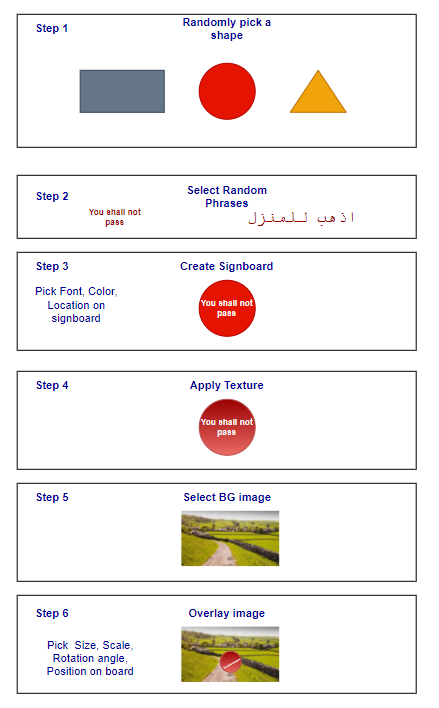 Step 1
Randomly pick a
shape
Step 2
Select Random
Phrases
You shall not
pass
اذهب للمنزل
Step 3
Create Signboard
Pick Font, Color,
Location on
signboard
You shall not
pass
Step 4
Apply Texture
You shall not
pass
Step 5
Select BG image
Step 6
Overlay image
Pick Size, Scale,
Rotation angle,
Position on board